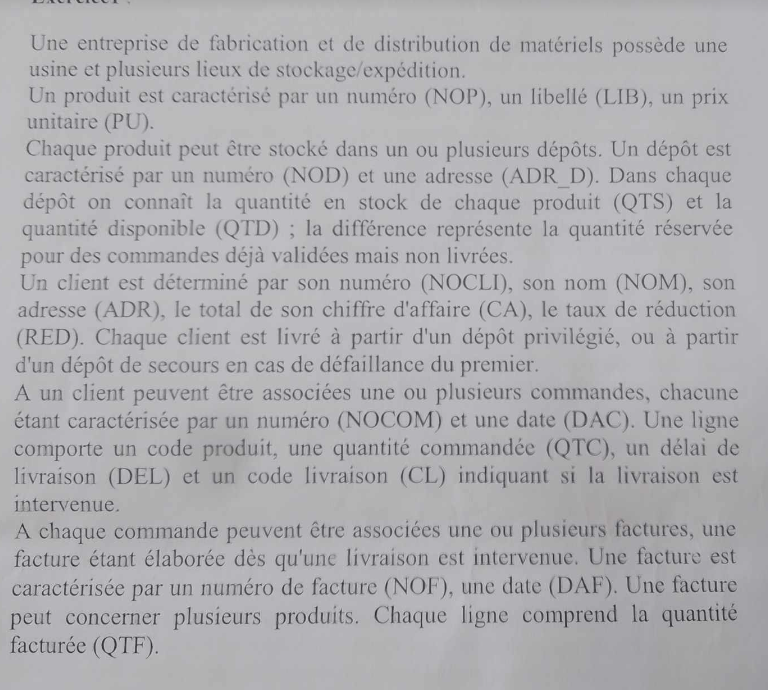 Une entreprise de fabrication et de distribution de matériels possède une
usine et plusieurs lieux de stockage/expédition.
Un produit est caractérisé par un numéro (NOP), un libellé (LIB), un prix
unitaire (PU).
Chaque produit peut être stocké dans un ou plusieurs dépôts. Un dépôt est
caractérisé par un numéro (NOD) et une adresse (ADR_D). Dans chaque
dépôt on connaît la quantité en stock de chaque produit (QTS) et la
quantité disponible (QTD) ; la différence représente la quantité réservée
pour des commandes déjà validées mais non livrées.
Un client est déterminé par son numéro (NOCLI), son nom (NOM), son
adresse (ADR), le total de son chiffre d'affaire (CA), le taux de réduction
(RED). Chaque client est livré à partir d'un dépôt privilégié, ou à partir
d'un dépôt de secours en cas de défaillance du premier.
A un client peuvent être associées une ou plusieurs commandes, chacune
étant caractérisée par un numéro (NOCOM) et une date (DAC). Une ligne
comporte un code produit, une quantité commandée (QTC), un délai de
livraison (DEL) et un code livraison (CL) indiquant si la livraison est
intervenue.
A chaque commande peuvent être associées une ou plusieurs factures, une
facture étant élaborée dès qu'une livraison est intervenue. Une facture est
caractérisée par un numéro de facture (NOF), une date (DAF). Une facture
peut concerner plusieurs produits. Chaque ligne comprend la quantité
facturée (QTF).